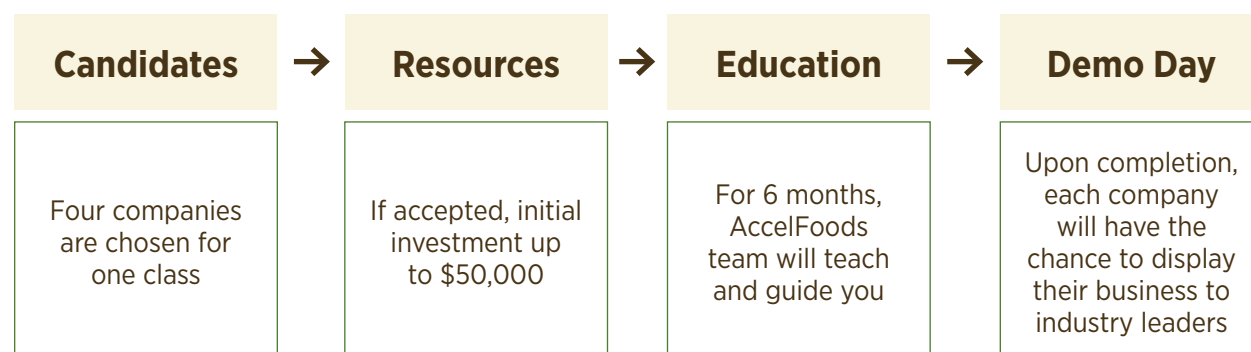 Candidates → Resources → Education → Demo Day
Four companies
are chosen for
one class
If accepted, initial
investment up
to $50,000
For 6 months,
AccelFoods
team will teach
and guide you
Upon completion,
each company
will have the
chance to display
their business to
industry leaders